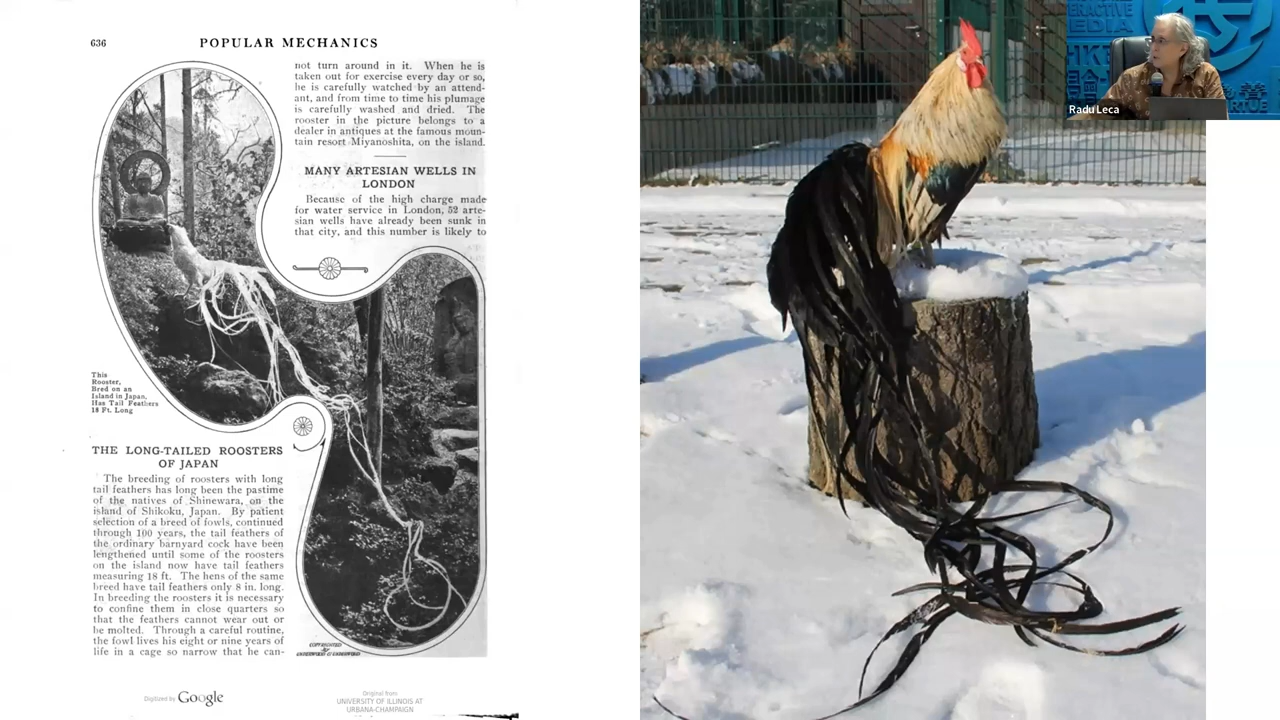 636
POPULAR MECHANICS
not turn around in it. When he is
taken out for exercise every day or so,
he is carefully watched by an attend-
ant, and from time to time his plumage
is carefully washed and dried. The
rooster in the picture belongs to a
dealer in antiques at the famous moun-
tain resort Miyanoshita, on the island.
MANY ARTESIAN WELLS IN
LONDON
Because of the high charge made
for water service in London, 52 arte-
sian wells have already been sunk in
that city, and this number is likely to
This
Rooster,
Bred on an
Island in Japan,
Has Tail Feathers
18 Ft. Long
THE LONG-TAILED ROOSTERS
OF JAPAN
The breeding of roosters with long
tail feathers has long been the pastime
of the natives of Shinewara, on the
island of Shikoku, Japan. By patient
selection of a breed of fowls, continued
through 100 years, the tail feathers of
the ordinary barnyard cock have been
lengthened until some of the roosters
on the island now have tail feathers
measuring 18 ft. The hens of the same
breed have tail feathers only 8 in. long.
In breeding the roosters it is necessary
to confine them in close quarters so
that the feathers cannot wear out or
be molted. Through a careful routine,
the fowl lives his eight or nine years of
life in a cage so narrow that he can-
COPYRIGHTED
BY
UNDERWOOD & UNDERWOOD
Digitized by Google
Original from
UNIVERSITY OF ILLINOIS AT
URBANA-CHAMPAIGN
Radu Leca